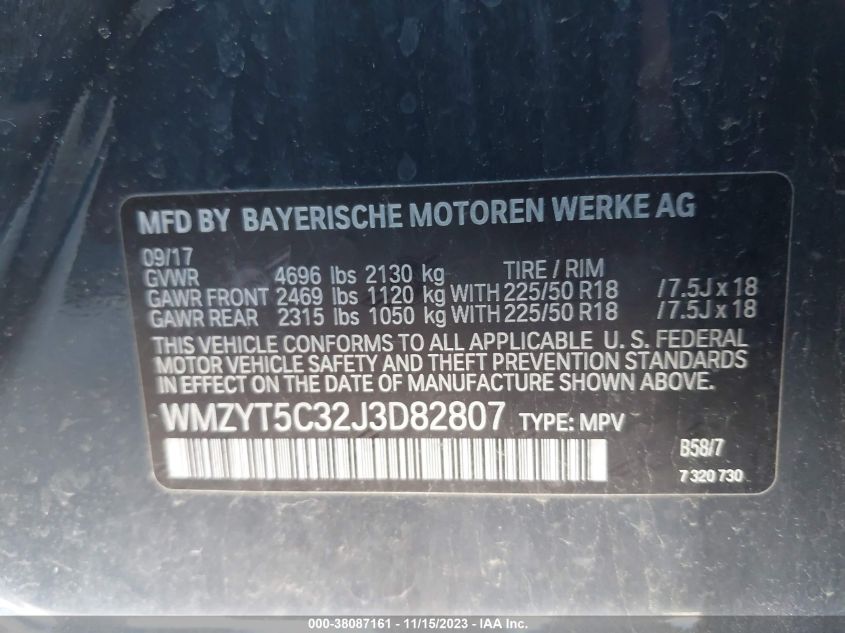 MFD BY BAYERISCHE MOTOREN WERKE AG
09/17
GVWR 4696 lbs 2130 kg TIRE / RIM
GAWR FRONT 2469 lbs 1120 kg WITH 225/50 R18 / 7.5J x 18
GAWR REAR 2315 lbs 1050 kg WITH 225/50 R18 / 7.5J x 18
THIS VEHICLE CONFORMS TO ALL APPLICABLE U. S. FEDERAL
MOTOR VEHICLE SAFETY AND THEFT PREVENTION STANDARDS
IN EFFECT ON THE DATE OF MANUFACTURE SHOWN ABOVE.
WMZYT5C32J3D82807 TYPE: MPV
B58/7
7 320 730
000-38087161 - 11/15/2023 - IAA Inc.